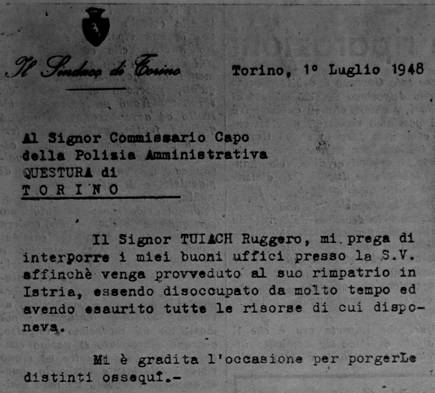 Il Sindaco di Torino
Torino, 1º Luglio 1948
Al Signor Commissario Capo
della Polizia Amministrativa
QUESTURA di
TORINO
Il Signor TUIACH Ruggero, mi prega di
interporre i miei buoni uffici presso la S.V.
affinchè venga provveduto al suo rimpatrio in
Istria, essendo disoccupato da molto tempo ed
avendo esaurito tutte le risorse di cui dispo-
neva.
Mi è gradita l'occasione per porgerLe
distinti ossequî.-